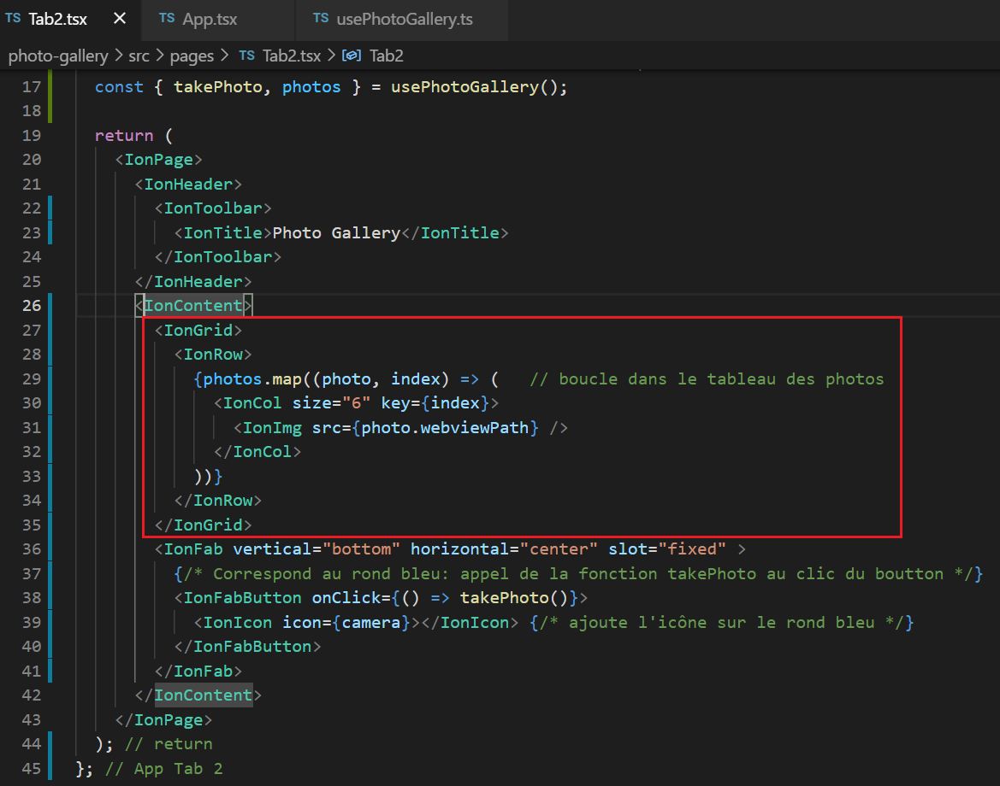 TS Tab2.tsx × TS App.tsx TS usePhotoGallery.ts
photo-gallery > src > pages > TS Tab2.tsx > Tab2
17 const { takePhoto, photos } = usePhotoGallery();
18
19 return (
20 <IonPage>
21 <IonHeader>
22 <IonToolbar>
23 <IonTitle>Photo Gallery</IonTitle>
24 </IonToolbar>
25 </IonHeader>
26 <IonContent>
27 <IonGrid>
28 <IonRow>
29 {photos.map((photo, index) => ( // boucle dans le tableau des photos
30 <IonCol size="6" key={index}>
31 <IonImg src={photo.webviewPath} />
32 </IonCol>
33 ))}
34 </IonRow>
35 </IonGrid>
36 <IonFab vertical="bottom" horizontal="center" slot="fixed" >
37 {/* Correspond au rond bleu: appel de la fonction takePhoto au clic du boutton */}
38 <IonFabButton onClick={() => takePhoto()}>
39 <IonIcon icon={camera}></IonIcon> {/* ajoute l'icône sur le rond bleu */}
40 </IonFabButton>
41 </IonFab>
42 </IonContent>
43 </IonPage>
44 ); // return
45 }; // App Tab 2